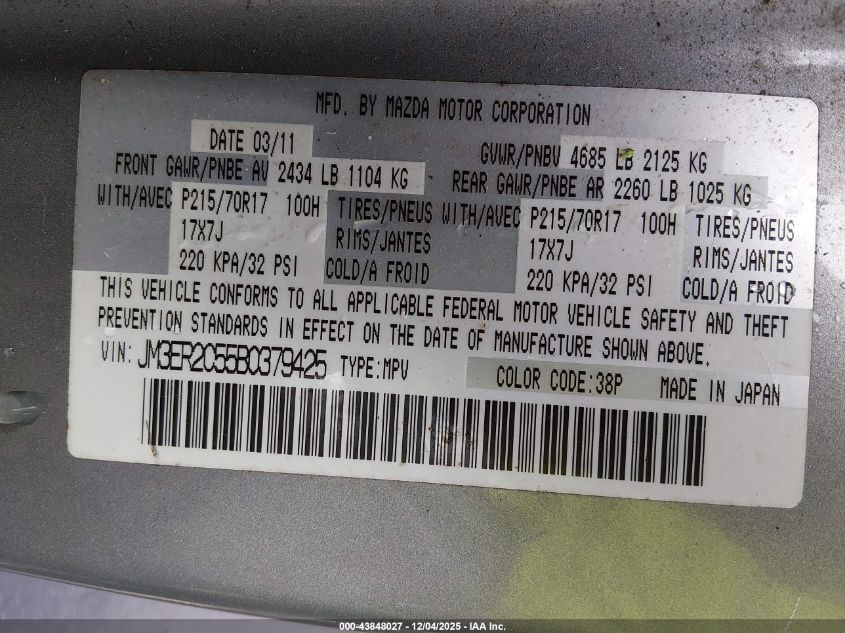 MFD. BY MAZDA MOTOR CORPORATION
DATE 03/11 GVWR/PNBV 4685 LB 2125 KG
FRONT GAWR/PNBE AV 2434 LB 1104 KG REAR GAWR/PNBE AR 2260 LB 1025 KG
WITH/AVEC P215/70R17 100H TIRES/PNEUS WITH/AVEC P215/70R17 100H TIRES/PNEUS
17X7J RIMS/JANTES 17X7J RIMS/JANTES
220 KPA/32 PSI COLD/A FROID 220 KPA/32 PSI COLD/A FROID
THIS VEHICLE CONFORMS TO ALL APPLICABLE FEDERAL MOTOR VEHICLE SAFETY AND THEFT
PREVENTION STANDARDS IN EFFECT ON THE DATE OF MANUFACTURE SHOWN ABOVE.
VIN: JM3ER2C55B0379425 TYPE:MPV COLOR CODE:38P MADE IN JAPAN
000-43848027 - 12/04/2025 - IAA Inc.